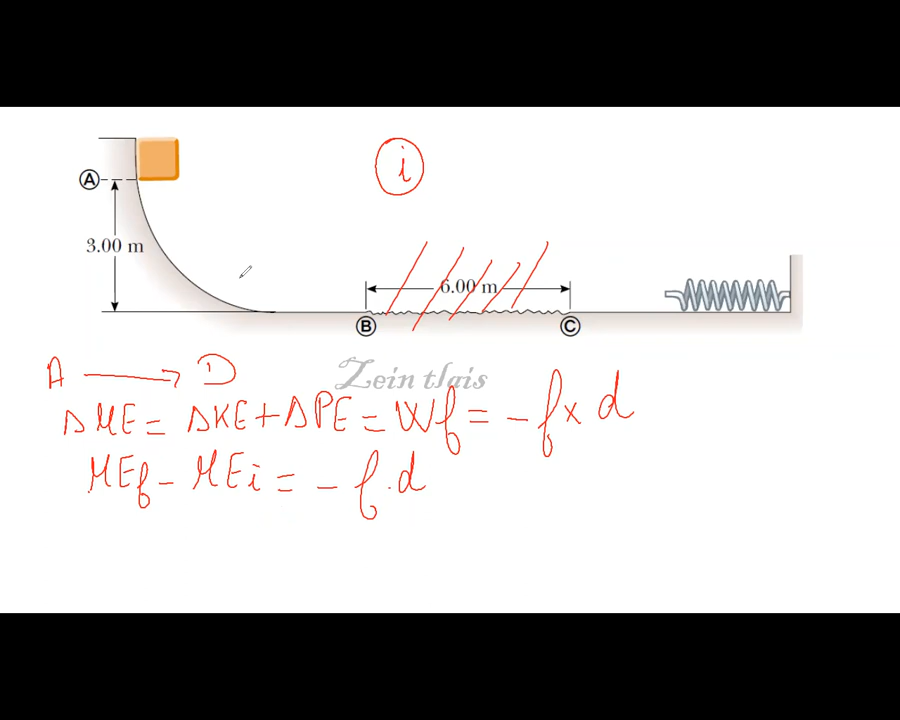 i
A
3.00 m
6.00 m
B
C
A → D
Zein tlais
ΔME = ΔKE + ΔPE = Wf = - f x d
MEf - MEi = - f . d